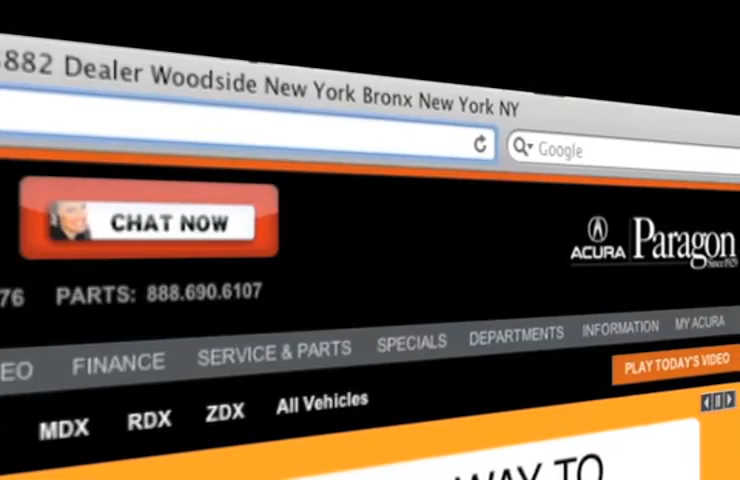 882 Dealer Woodside New York Bronx New York NY
Google
CHAT NOW
ACURA Paragon
Since 1929
76 PARTS: 888.690.6107
EO FINANCE SERVICE & PARTS SPECIALS DEPARTMENTS INFORMATION MY ACURA
PLAY TODAY'S VIDEO
MDX RDX ZDX All Vehicles
WAY TO